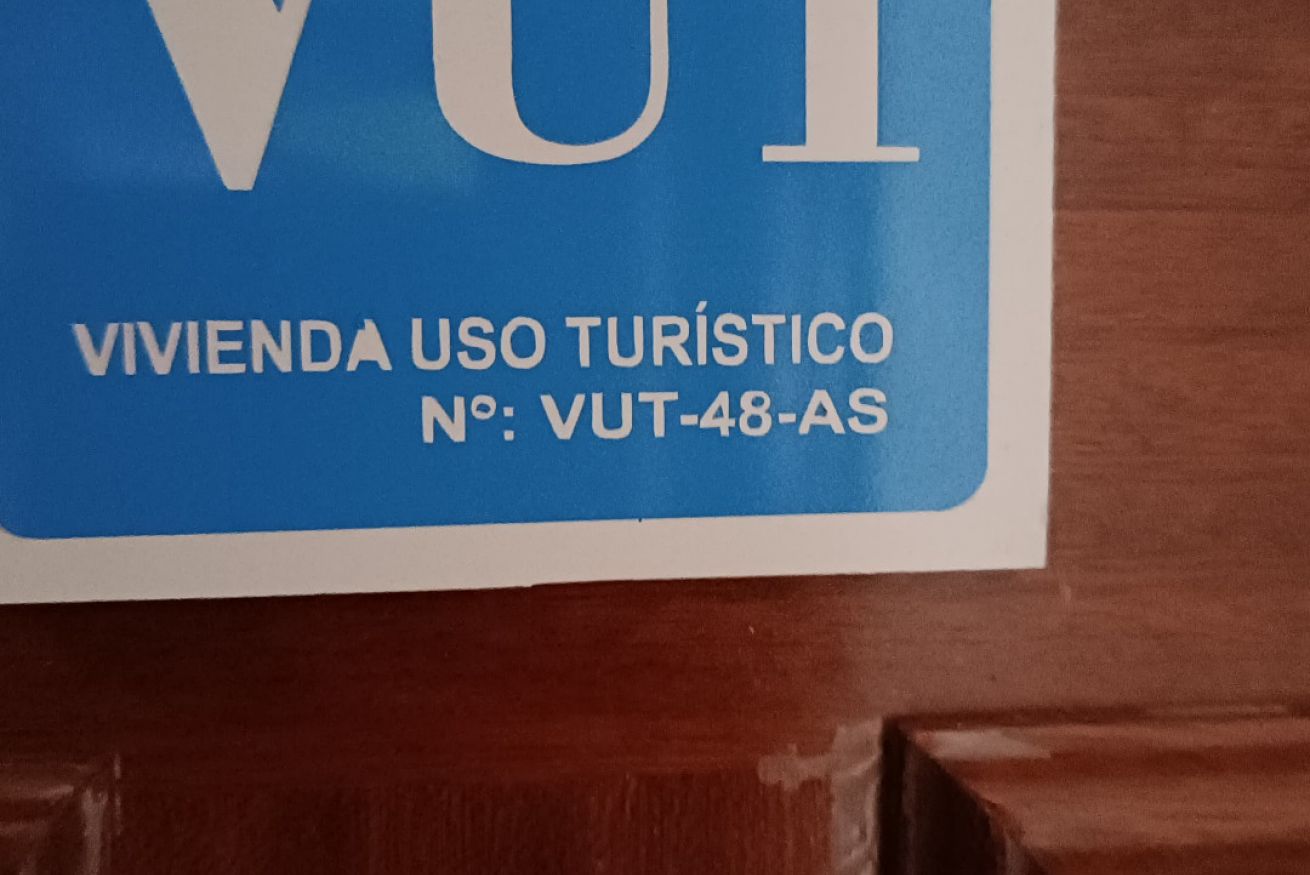 VUT
VIVIENDA USO TURÍSTICO
Nº: VUT-48-AS